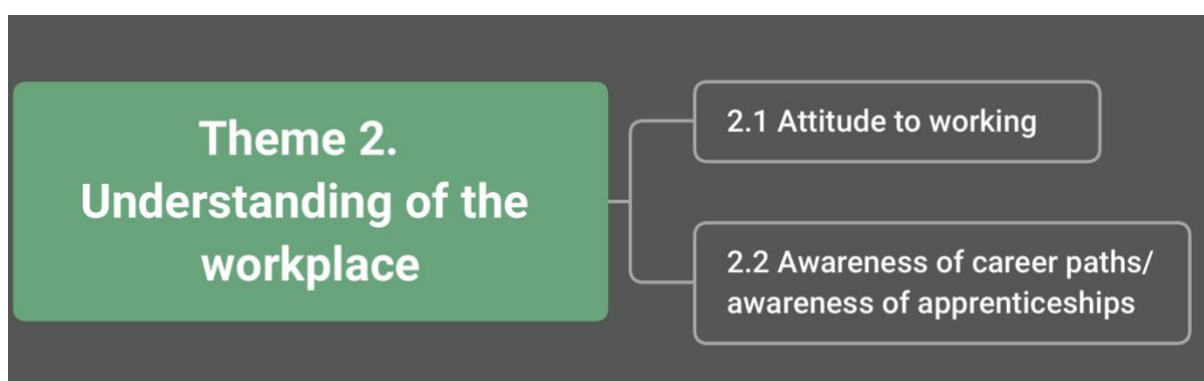 Theme 2.
Understanding of the
workplace
2.1 Attitude to working
2.2 Awareness of career paths/
awareness of apprenticeships